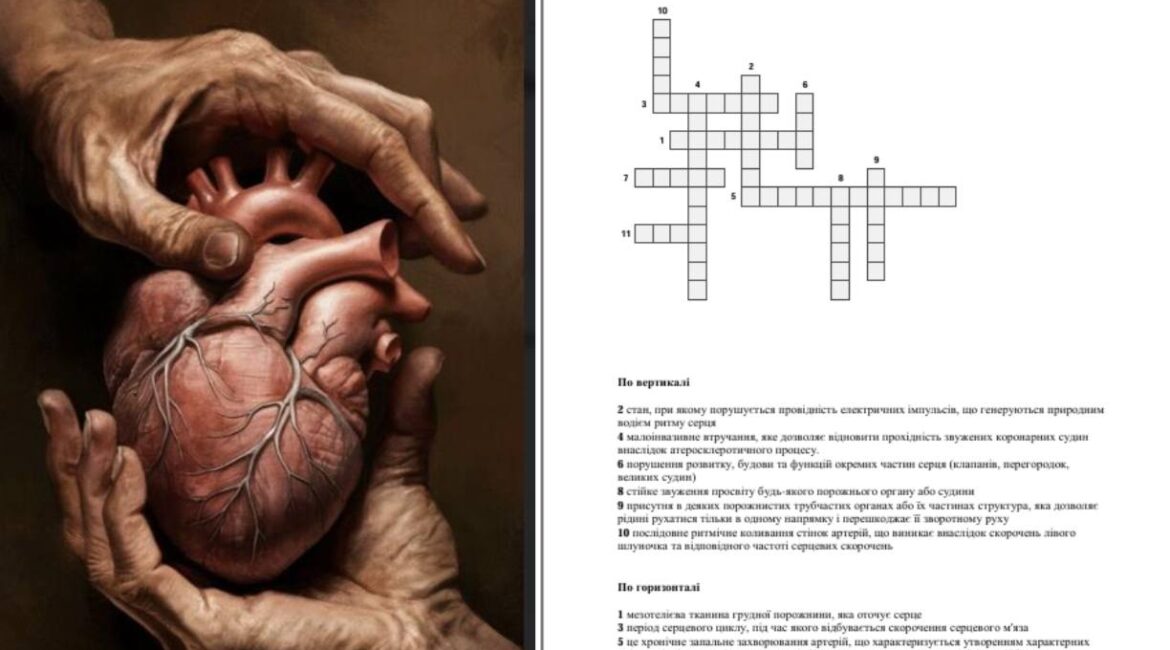 10
2
4
6
3
1
9
7
8
5
11
По вертикалі
2 стан, при якому порушується провідність електричних імпульсів, що генеруються природним
водієм ритму серця
4 малоінвазивне втручання, яке дозволяє відновити прохідність звужених коронарних судин
внаслідок атеросклеротичного процесу.
6 порушення розвитку, будови та функцій окремих частин серця (клапанів, перегородок,
великих судин)
8 стійке звуження просвіту будь-якого порожнього органу або судини
9 присутня в деяких порожнистих трубчастих органах або їх частинах структура, яка дозволяє
рідині рухатися тільки в одному напрямку і перешкоджає її зворотному руху
10 послідовне ритмічне коливання стінок артерій, що виникає внаслідок скорочень лівого
шлуночка та відповідного частоті серцевих скорочень
По горизонталі
1 мезотелієва тканина грудної порожнини, яка оточує серце
3 період серцевого циклу, під час якого відбувається скорочення серцевого м'яза
5 це хронічне запальне захворювання артерій, що характеризується утворенням характерних